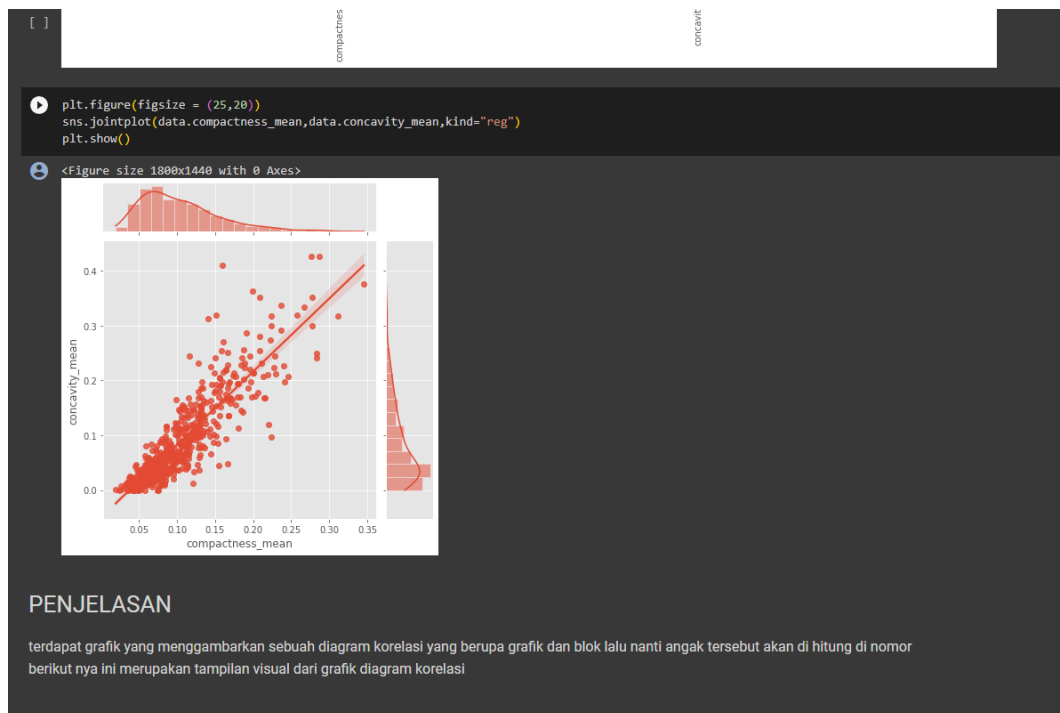 [ ]
compactnes
concavit
plt.figure(figsize = (25,20))
sns.jointplot(data.compactness_mean,data.concavity_mean,kind="reg")
plt.show()
<Figure size 1800x1440 with 0 Axes>
0.4
0.3
0.2
0.1
0.0
concavity_mean
0.05 0.10 0.15 0.20 0.25 0.30 0.35
compactness_mean
PENJELASAN
terdapat grafik yang menggambarkan sebuah diagram korelasi yang berupa grafik dan blok lalu nanti angak tersebut akan di hitung di nomor
berikut nya ini merupakan tampilan visual dari grafik diagram korelasi